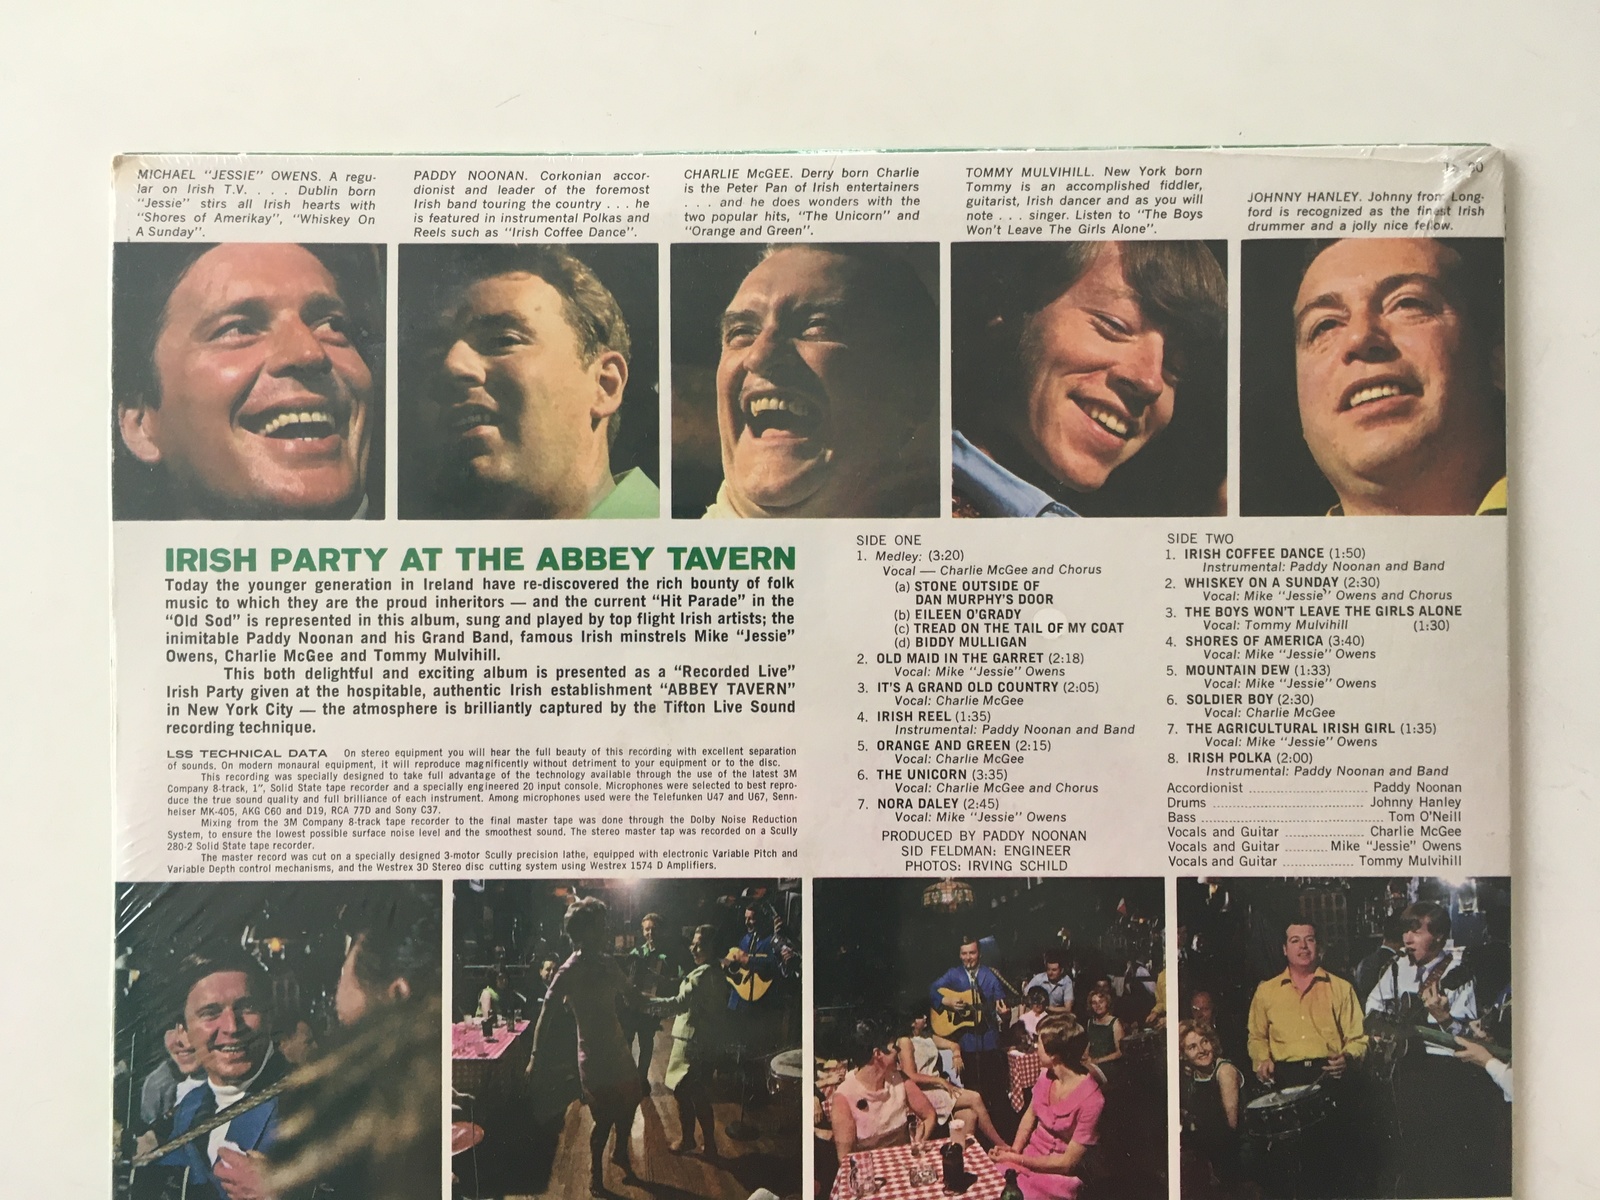 MICHAEL "JESSIE" OWENS. A regu-
lar on Irish T.V. . . . Dublin born
"Jessie" stirs all Irish hearts with
"Shores of Amerikay", "Whiskey On
A Sunday".
PADDY NOONAN. Corkonian accor-
dionist and leader of the foremost
Irish band touring the country . . . he
is featured in instrumental Polkas and
Reels such as "Irish Coffee Dance".
CHARLIE McGEE. Derry born Charlie
is the Peter Pan of Irish entertainers
. . . and he does wonders with the
two popular hits, "The Unicorn" and
"Orange and Green".
TOMMY MULVIHILL. New York born
Tommy is an accomplished fiddler,
guitarist, Irish dancer and as you will
note . . . singer. Listen to "The Boys
Won't Leave The Girls Alone".
JOHNNY HANLEY. Johnny from Long-
ford is recognized as the finest Irish
drummer and a jolly nice fellow.
IRISH PARTY AT THE ABBEY TAVERN
Today the younger generation in Ireland have re-discovered the rich bounty of folk
music to which they are the proud inheritors — and the current "Hit Parade" in the
"Old Sod" is represented in this album, sung and played by top flight Irish artists; the
inimitable Paddy Noonan and his Grand Band, famous Irish minstrels Mike "Jessie"
Owens, Charlie McGee and Tommy Mulvihill.
This both delightful and exciting album is presented as a "Recorded Live"
Irish Party given at the hospitable, authentic Irish establishment "ABBEY TAVERN"
in New York City — the atmosphere is brilliantly captured by the Tifton Live Sound
recording technique.
LSS TECHNICAL DATA On stereo equipment you will hear the full beauty of this recording with excellent separation
of sounds. On modern monaural equipment, it will reproduce magnificently without detriment to your equipment or to the disc.
This recording was specially designed to take full advantage of the technology available through the use of the latest 3M
Company 8-track, 1", Solid State tape recorder and a specially engineered 20 input console. Microphones were selected to best repro-
duce the true sound quality and full brilliance of each instrument. Among microphones used were the Telefunken U47 and U67, Senn-
heiser MK-405, AKG C60 and D19, RCA 77D and Sony C37.
Mixing from the 3M Company 8-track tape recorder to the final master tape was done through the Dolby Noise Reduction
System, to ensure the lowest possible surface noise level and the smoothest sound. The stereo master tap was recorded on a Scully
280-2 Solid State tape recorder.
The master record was cut on a specially designed 3-motor Scully precision lathe, equipped with electronic Variable Pitch and
Variable Depth control mechanisms, and the Westrex 3D Stereo disc cutting system using Westrex 1574 D Amplifiers.
SIDE ONE
1. Medley: (3:20)
Vocal — Charlie McGee and Chorus
(a) STONE OUTSIDE OF
DAN MURPHY'S DOOR
(b) EILEEN O'GRADY
(c) TREAD ON THE TAIL OF MY COAT
(d) BIDDY MULLIGAN
2. OLD MAID IN THE GARRET (2:18)
Vocal: Mike "Jessie" Owens
3. IT'S A GRAND OLD COUNTRY (2:05)
Vocal: Charlie McGee
4. IRISH REEL (1:35)
Instrumental: Paddy Noonan and Band
5. ORANGE AND GREEN (2:15)
Vocal: Charlie McGee
6. THE UNICORN (3:35)
Vocal: Charlie McGee and Chorus
7. NORA DALEY (2:45)
Vocal: Mike "Jessie" Owens
PRODUCED BY PADDY NOONAN
SID FELDMAN: ENGINEER
PHOTOS: IRVING SCHILD
SIDE TWO
1. IRISH COFFEE DANCE (1:50)
Instrumental: Paddy Noonan and Band
2. WHISKEY ON A SUNDAY (2:30)
Vocal: Mike "Jessie" Owens and Chorus
3. THE BOYS WON'T LEAVE THE GIRLS ALONE
Vocal: Tommy Mulvihill (1:30)
4. SHORES OF AMERICA (3:40)
Vocal: Mike "Jessie" Owens
5. MOUNTAIN DEW (1:33)
Vocal: Mike "Jessie" Owens
6. SOLDIER BOY (2:30)
Vocal: Charlie McGee
7. THE AGRICULTURAL IRISH GIRL (1:35)
Vocal: Mike "Jessie" Owens
8. IRISH POLKA (2:00)
Instrumental: Paddy Noonan and Band
Accordionist ........ Paddy Noonan
Drums ........ Johnny Hanley
Bass ........ Tom O'Neill
Vocals and Guitar ........ Charlie McGee
Vocals and Guitar ........ Mike "Jessie" Owens
Vocals and Guitar ........ Tommy Mulvihill